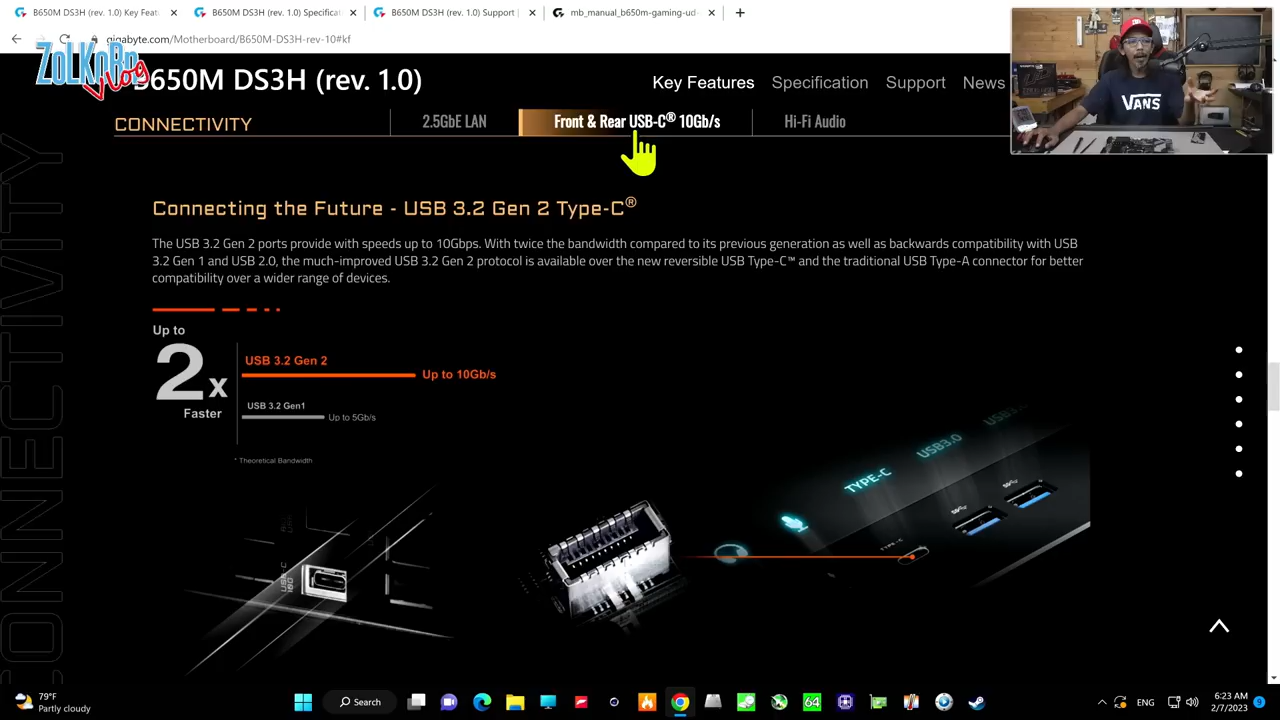 B650M DS3H (rev. 1.0) Key Feat
B650M DS3H (rev. 1.0) Specificat
B650M DS3H (rev. 1.0) Support |
mb_manual_b650m-gaming-ud
gigabyte.com/Motherboard/B650M-DS3H-rev-10#kf
ZOLKORN
Vlog
B650M DS3H (rev. 1.0)
Key Features
Specification
Support
News
VANS
CONNECTIVITY
2.5GbE LAN
Front & Rear USB-C® 10Gb/s
Hi-Fi Audio
CONNECTIVITY
Connecting the Future - USB 3.2 Gen 2 Type-C®
The USB 3.2 Gen 2 ports provide with speeds up to 10Gbps. With twice the bandwidth compared to its previous generation as well as backwards compatibility with USB
3.2 Gen 1 and USB 2.0, the much-improved USB 3.2 Gen 2 protocol is available over the new reversible USB Type-C™ and the traditional USB Type-A connector for better
compatibility over a wider range of devices.
Up to
2x
Faster
USB 3.2 Gen 2
Up to 10Gb/s
USB 3.2 Gen1
Up to 5Gb/s
* Theoretical Bandwidth
USB-C
10G
TYPE-C
USB3.0
TYPE-C
79°F
Partly cloudy
Search
64
ENG
6:23 AM
2/7/2023
9